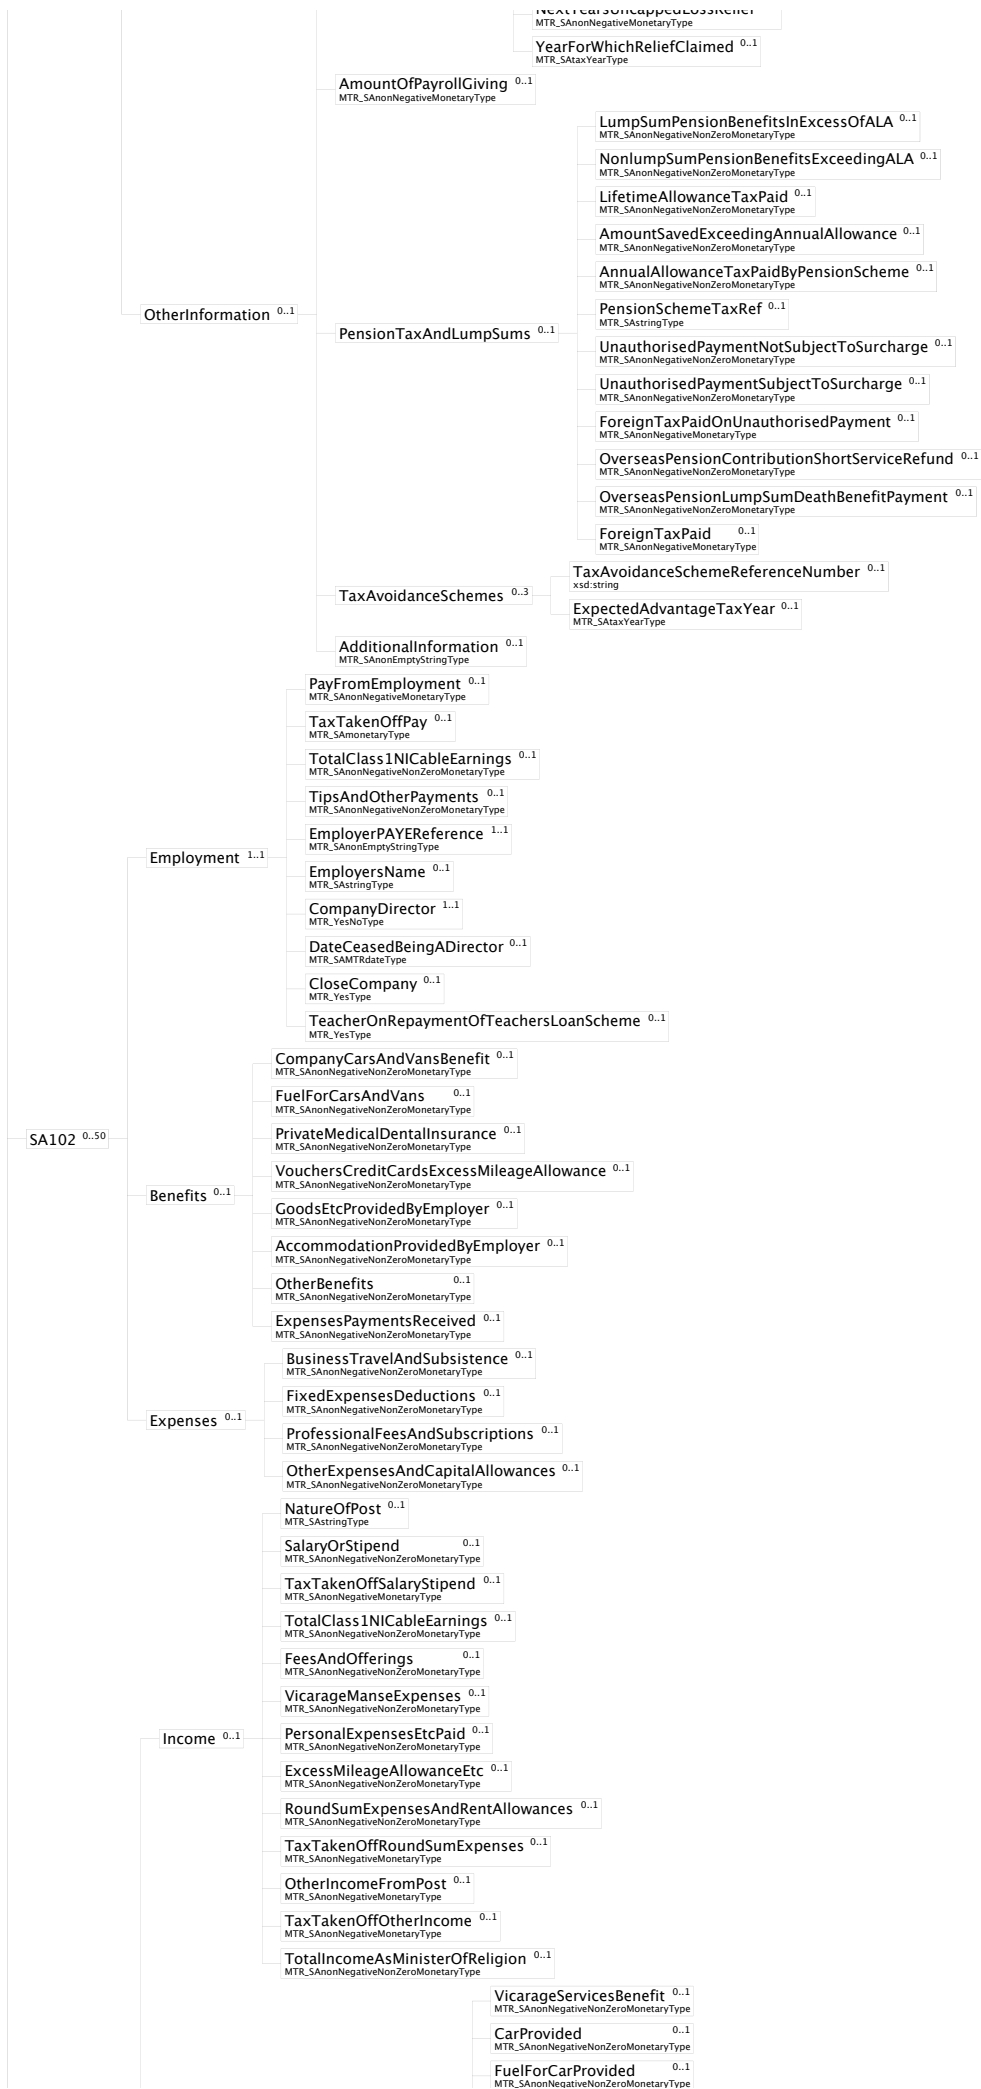 NextYearsUncappedLossRelief
MTR_SAnonNegativeMonetaryType
YearForWhichReliefClaimed 0..1
MTR_SAtaxYearType
AmountOfPayrollGiving 0..1
MTR_SAnonNegativeMonetaryType
LumpSumPensionBenefitsInExcessOfALA 0..1
MTR_SAnonNegativeNonZeroMonetaryType
NonlumpSumPensionBenefitsExceedingALA 0..1
MTR_SAnonNegativeNonZeroMonetaryType
LifetimeAllowanceTaxPaid 0..1
MTR_SAnonNegativeNonZeroMonetaryType
AmountSavedExceedingAnnualAllowance 0..1
MTR_SAnonNegativeNonZeroMonetaryType
AnnualAllowanceTaxPaidByPensionScheme 0..1
MTR_SAnonNegativeNonZeroMonetaryType
OtherInformation 0..1
PensionSchemeTaxRef 0..1
MTR_SAstringType
PensionTaxAndLumpSums 0..1
UnauthorisedPaymentNotSubjectToSurcharge 0..1
MTR_SAnonNegativeNonZeroMonetaryType
UnauthorisedPaymentSubjectToSurcharge 0..1
MTR_SAnonNegativeNonZeroMonetaryType
ForeignTaxPaidOnUnauthorisedPayment 0..1
MTR_SAnonNegativeMonetaryType
OverseasPensionContributionShortServiceRefund 0..1
MTR_SAnonNegativeNonZeroMonetaryType
OverseasPensionLumpSumDeathBenefitPayment 0..1
MTR_SAnonNegativeNonZeroMonetaryType
ForeignTaxPaid 0..1
MTR_SAnonNegativeMonetaryType
TaxAvoidanceSchemes 0..3
TaxAvoidanceSchemeReferenceNumber 0..1
xsd:string
ExpectedAdvantageTaxYear 0..1
MTR_SAtaxYearType
AdditionalInformation 0..1
MTR_SAnonEmptyStringType
PayFromEmployment 0..1
MTR_SAnonNegativeMonetaryType
TaxTakenOffPay 0..1
MTR_SAmonetaryType
TotalClass1NICableEarnings 0..1
MTR_SAnonNegativeNonZeroMonetaryType
TipsAndOtherPayments 0..1
MTR_SAnonNegativeNonZeroMonetaryType
EmployerPAYEReference 1..1
MTR_SAnonEmptyStringType
Employment 1..1
EmployersName 0..1
MTR_SAstringType
CompanyDirector 1..1
MTR_YesNoType
DateCeasedBeingADirector 0..1
MTR_SAMTRdateType
CloseCompany 0..1
MTR_YesType
TeacherOnRepaymentOfTeachersLoanScheme 0..1
MTR_YesType
CompanyCarsAndVansBenefit 0..1
MTR_SAnonNegativeNonZeroMonetaryType
FuelForCarsAndVans 0..1
MTR_SAnonNegativeNonZeroMonetaryType
SA102 0..50
PrivateMedicalDentalInsurance 0..1
MTR_SAnonNegativeNonZeroMonetaryType
VouchersCreditCardsExcessMileageAllowance 0..1
MTR_SAnonNegativeNonZeroMonetaryType
Benefits 0..1
GoodsEtcProvidedByEmployer 0..1
MTR_SAnonNegativeNonZeroMonetaryType
AccommodationProvidedByEmployer 0..1
MTR_SAnonNegativeNonZeroMonetaryType
OtherBenefits 0..1
MTR_SAnonNegativeNonZeroMonetaryType
ExpensesPaymentsReceived 0..1
MTR_SAnonNegativeNonZeroMonetaryType
BusinessTravelAndSubsistence 0..1
MTR_SAnonNegativeNonZeroMonetaryType
FixedExpensesDeductions 0..1
MTR_SAnonNegativeNonZeroMonetaryType
Expenses 0..1
ProfessionalFeesAndSubscriptions 0..1
MTR_SAnonNegativeNonZeroMonetaryType
OtherExpensesAndCapitalAllowances 0..1
MTR_SAnonNegativeNonZeroMonetaryType
NatureOfPost 0..1
MTR_SAstringType
SalaryOrStipend 0..1
MTR_SAnonNegativeNonZeroMonetaryType
TaxTakenOffSalaryStipend 0..1
MTR_SAnonNegativeMonetaryType
TotalClass1NICableEarnings 0..1
MTR_SAnonNegativeNonZeroMonetaryType
FeesAndOfferings 0..1
MTR_SAnonNegativeNonZeroMonetaryType
VicarageManseExpenses 0..1
MTR_SAnonNegativeNonZeroMonetaryType
Income 0..1
PersonalExpensesEtcPaid 0..1
MTR_SAnonNegativeNonZeroMonetaryType
ExcessMileageAllowanceEtc 0..1
MTR_SAnonNegativeNonZeroMonetaryType
RoundSumExpensesAndRentAllowances 0..1
MTR_SAnonNegativeNonZeroMonetaryType
TaxTakenOffRoundSumExpenses 0..1
MTR_SAnonNegativeMonetaryType
OtherIncomeFromPost 0..1
MTR_SAnonNegativeMonetaryType
TaxTakenOffOtherIncome 0..1
MTR_SAnonNegativeMonetaryType
TotalIncomeAsMinisterOfReligion 0..1
MTR_SAnonNegativeNonZeroMonetaryType
VicarageServicesBenefit 0..1
MTR_SAnonNegativeNonZeroMonetaryType
CarProvided 0..1
MTR_SAnonNegativeNonZeroMonetaryType
FuelForCarProvided 0..1
MTR_SAnonNegativeNonZeroMonetaryType